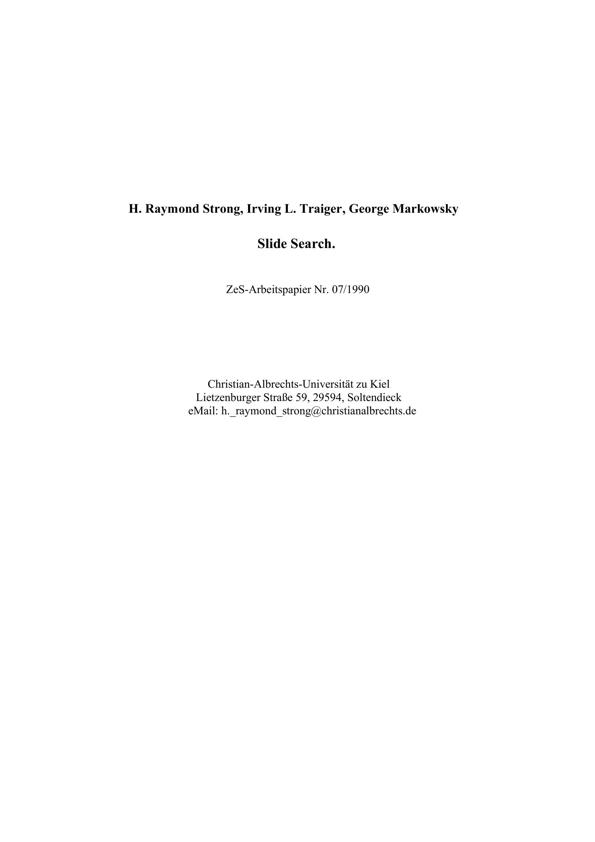 H. Raymond Strong, Irving L. Traiger, George Markowsky
Slide Search.
ZeS-Arbeitspapier Nr. 07/1990
Christian-Albrechts-Universität zu Kiel
Lietzenburger Straße 59, 29594, Soltendieck
eMail: h._raymond_strong@christianalbrechts.de